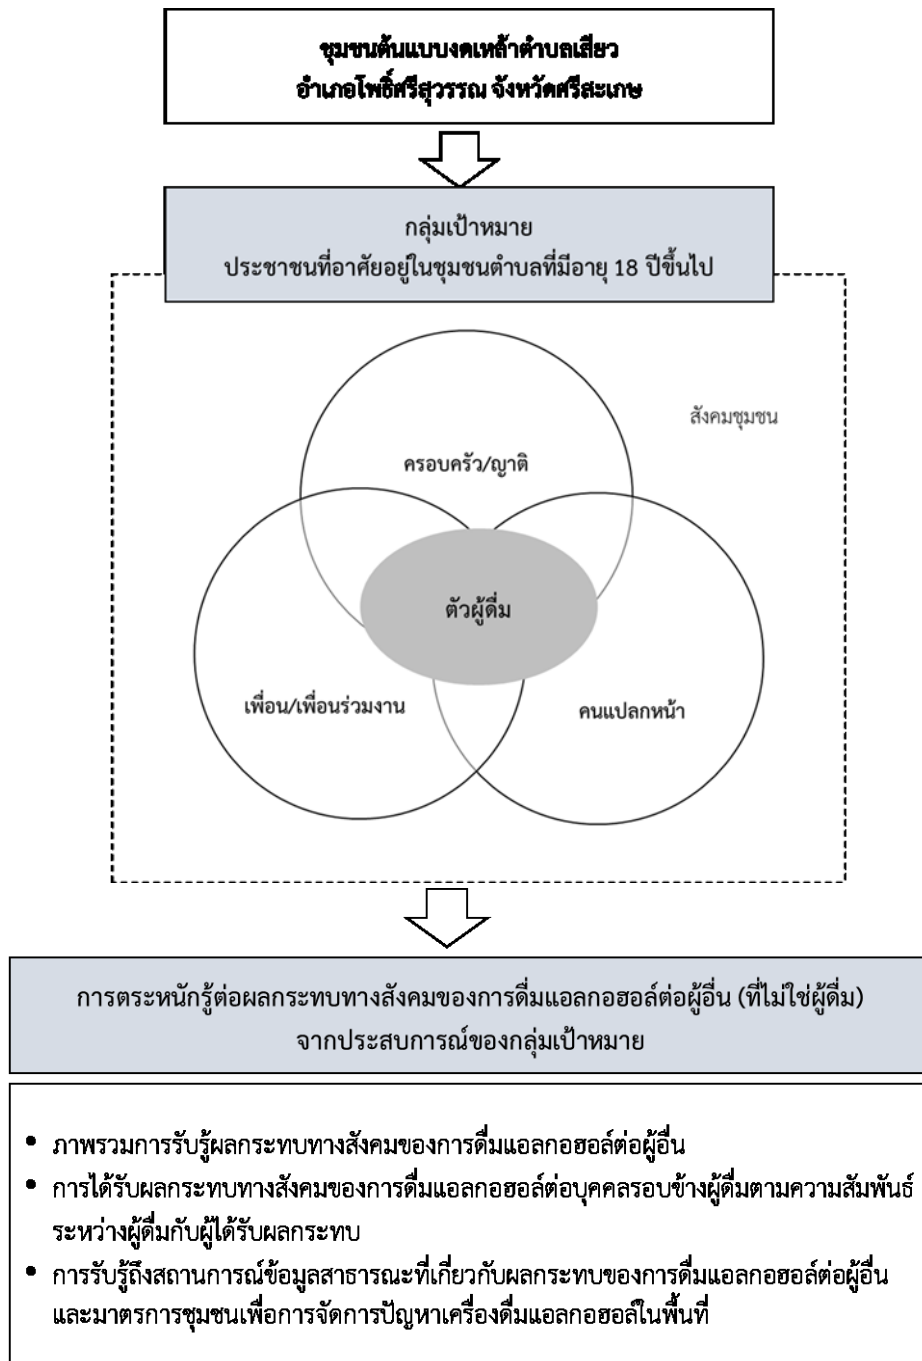 ชุมชนต้นแบบงดเหล้าตำบลเสียว
อำเภอโพธิ์ศรีสุวรรณ จังหวัดศรีสะเกษ
กลุ่มเป้าหมาย
ประชาชนที่อาศัยอยู่ในชุมชนตำบลที่มีอายุ 18 ปีขึ้นไป
สังคมชุมชน
ครอบครัว/ญาติ
ตัวผู้ดื่ม
เพื่อน/เพื่อนร่วมงาน
คนแปลกหน้า
การตระหนักรู้ต่อผลกระทบทางสังคมของการดื่มแอลกอฮอล์ต่อผู้อื่น (ที่ไม่ใช่ผู้ดื่ม)
จากประสบการณ์ของกลุ่มเป้าหมาย
• ภาพรวมการรับรู้ผลกระทบทางสังคมของการดื่มแอลกอฮอล์ต่อผู้อื่น
• การได้รับผลกระทบทางสังคมของการดื่มแอลกอฮอล์ต่อบุคคลรอบข้างผู้ดื่มตามความสัมพันธ์
ระหว่างผู้ดื่มกับผู้ได้รับผลกระทบ
• การรับรู้ถึงสถานการณ์ข้อมูลสาธารณะที่เกี่ยวกับผลกระทบของการดื่มแอลกอฮอล์ต่อผู้อื่น
และมาตรการชุมชนเพื่อการจัดการปัญหาเครื่องดื่มแอลกอฮอล์ในพื้นที่